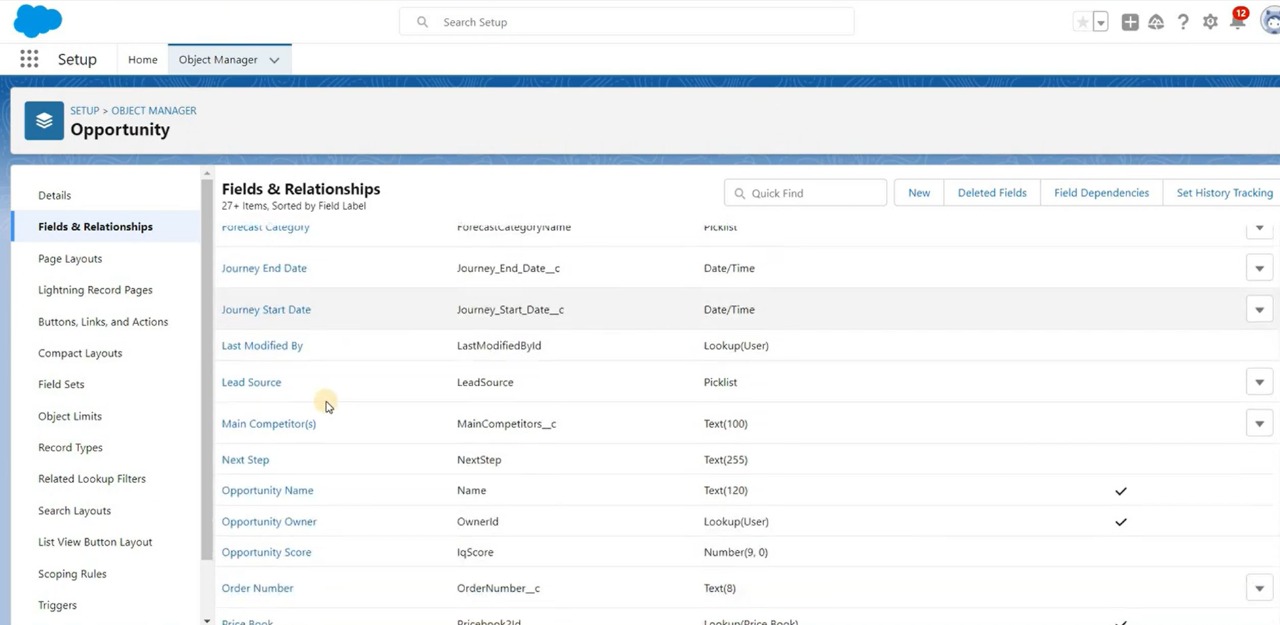 Search Setup
12
Setup
Home
Object Manager
SETUP > OBJECT MANAGER
Opportunity
Details
Fields & Relationships
Page Layouts
Lightning Record Pages
Buttons, Links, and Actions
Compact Layouts
Field Sets
Object Limits
Record Types
Related Lookup Filters
Search Layouts
List View Button Layout
Scoping Rules
Triggers
Fields & Relationships
27+ Items, Sorted by Field Label
Quick Find
New
Deleted Fields
Field Dependencies
Set History Tracking
Forecast Category ForecastCategoryName Picklist
Journey End Date Journey_End_Date__c Date/Time
Journey Start Date Journey_Start_Date__c Date/Time
Last Modified By LastModifiedById Lookup(User)
Lead Source LeadSource Picklist
Main Competitor(s) MainCompetitors__c Text(100)
Next Step NextStep Text(255)
Opportunity Name Name Text(120)
Opportunity Owner OwnerId Lookup(User)
Opportunity Score IqScore Number(9, 0)
Order Number OrderNumber__c Text(8)
Price Book Pricebook2Id Lookup(Price Book)